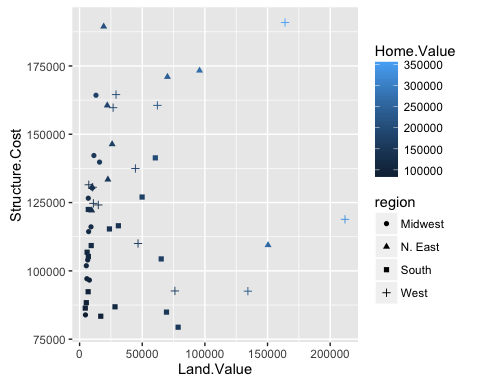 175000
150000
125000
100000
75000
Structure.Cost
0
50000
100000
150000
200000
Land.Value
Home.Value
350000
300000
250000
200000
150000
100000
region
Midwest
N. East
South
West